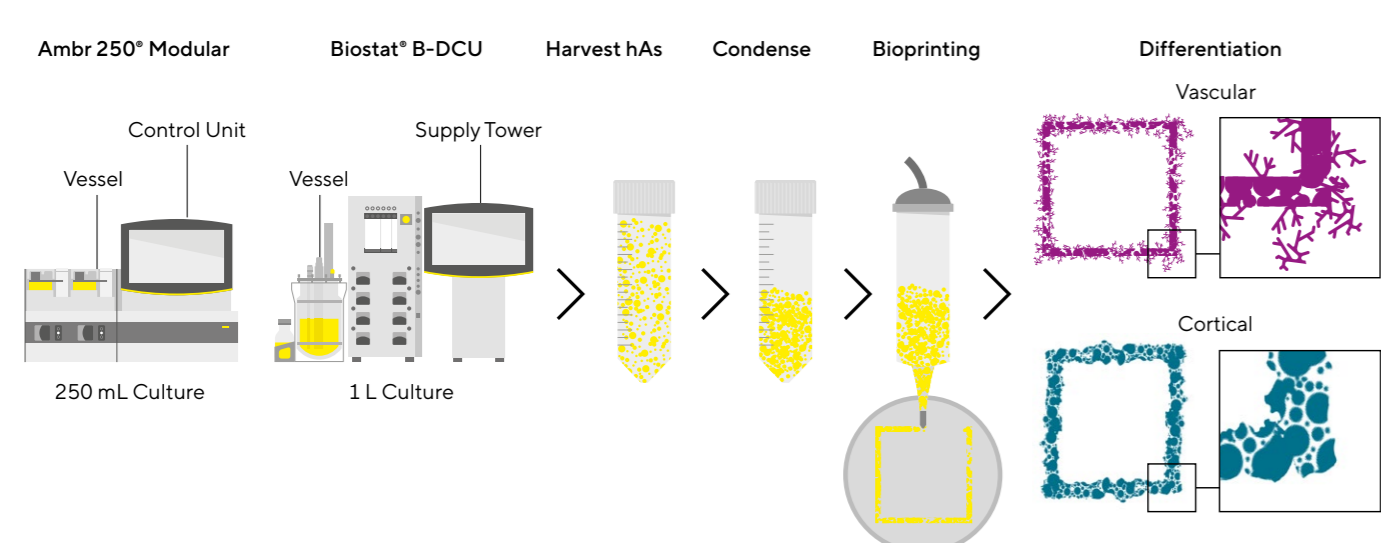 Ambr 250® Modular
Biostat® B-DCU
Harvest hAs
Condense
Bioprinting
Differentiation
Vascular
Control Unit
Supply Tower
Vessel
Vessel
Cortical
250 mL Culture
1 L Culture